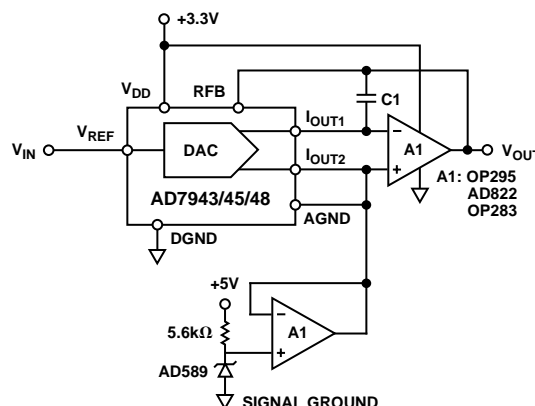 +3.3V
VDD
RFB
C1
VIN
VREF
DAC
IOUT1
IOUT2
A1
VOUT
A1: OP295
AD822
OP283
AD7943/45/48
AGND
DGND
+5V
5.6kΩ
A1
AD589
SIGNAL GROUND